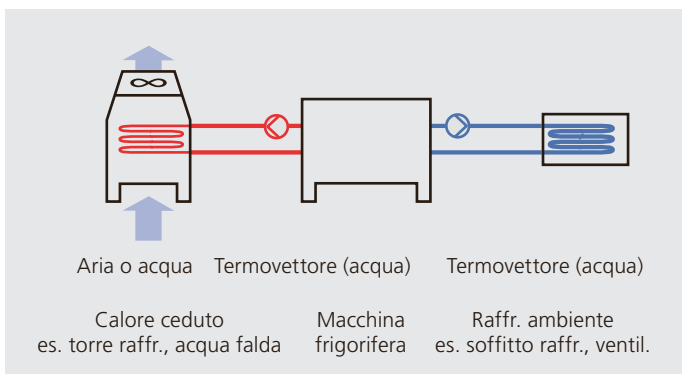 Aria o acqua Termovettore (acqua) Termovettore (acqua)
Calore ceduto Macchina Raffr. ambiente
es. torre raffr., acqua falda frigorifera es. soffitto raffr., ventil.